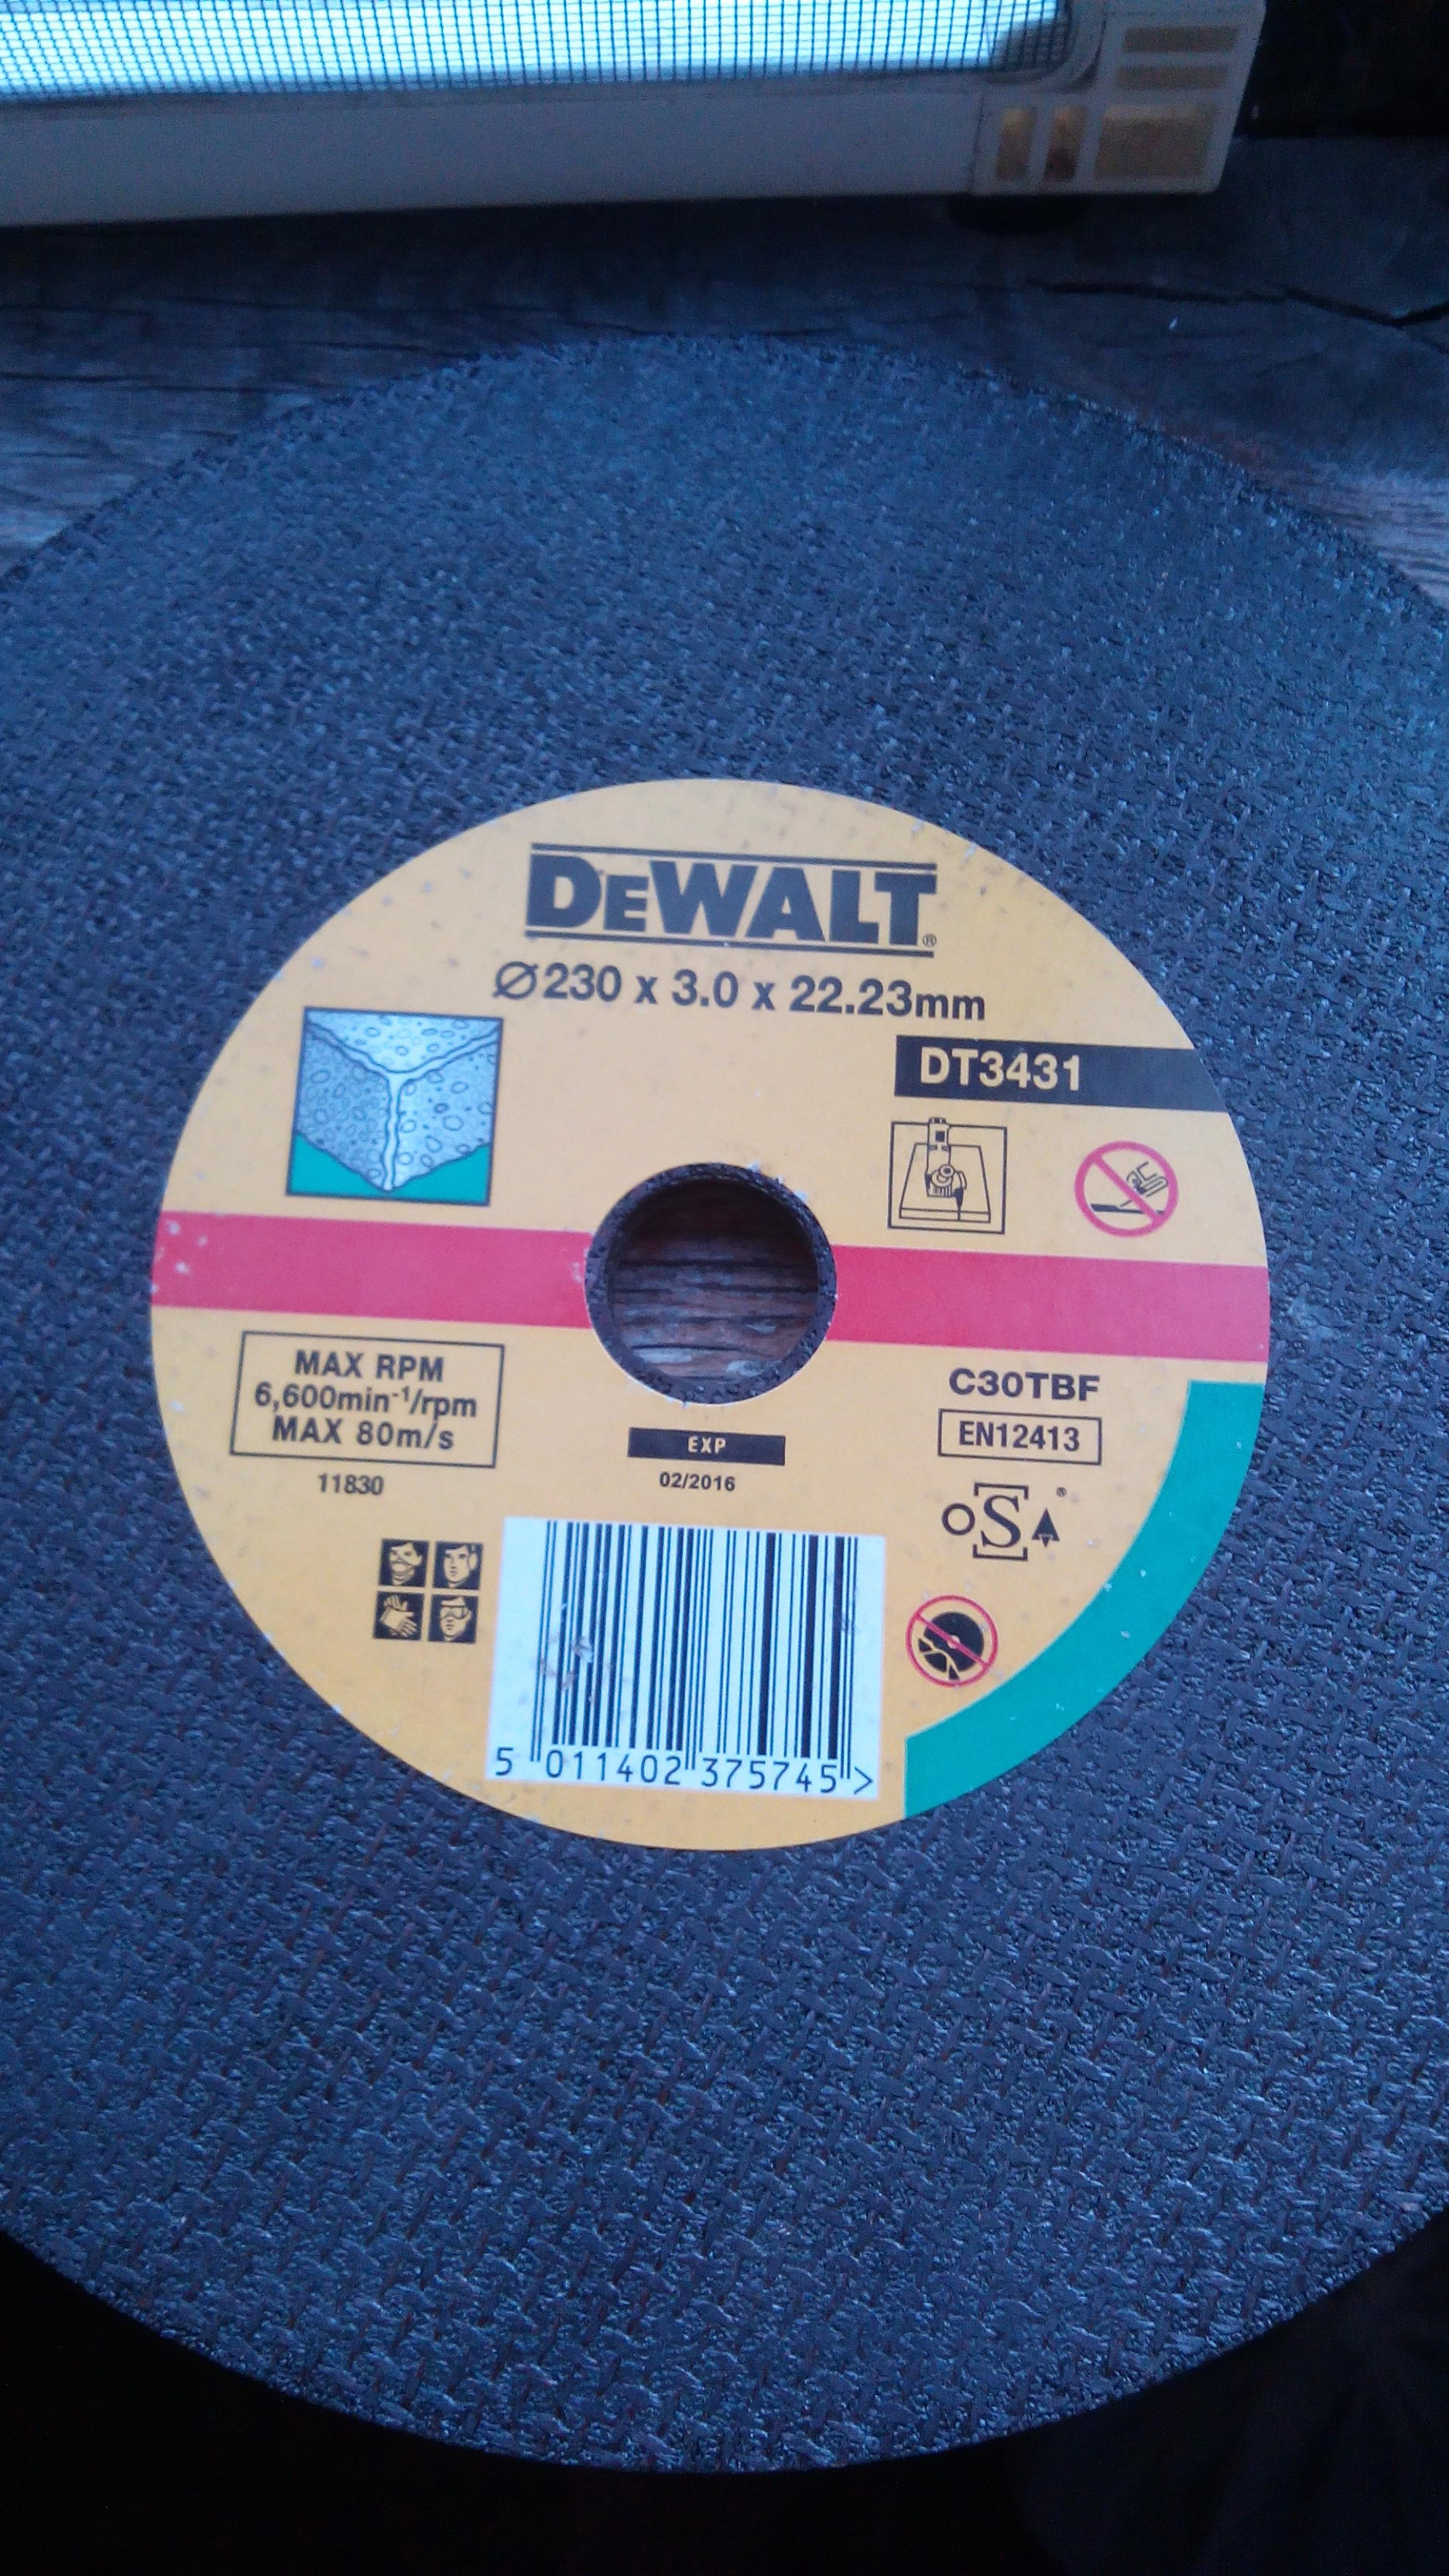 DEWALT®
Ø230 x 3.0 x 22.23mm
DT3431
MAX RPM
6,600min⁻¹/rpm
MAX 80m/s
11830
EXP
02/2016
C30TBF
EN12413
oSa®
5 011402 375745 >